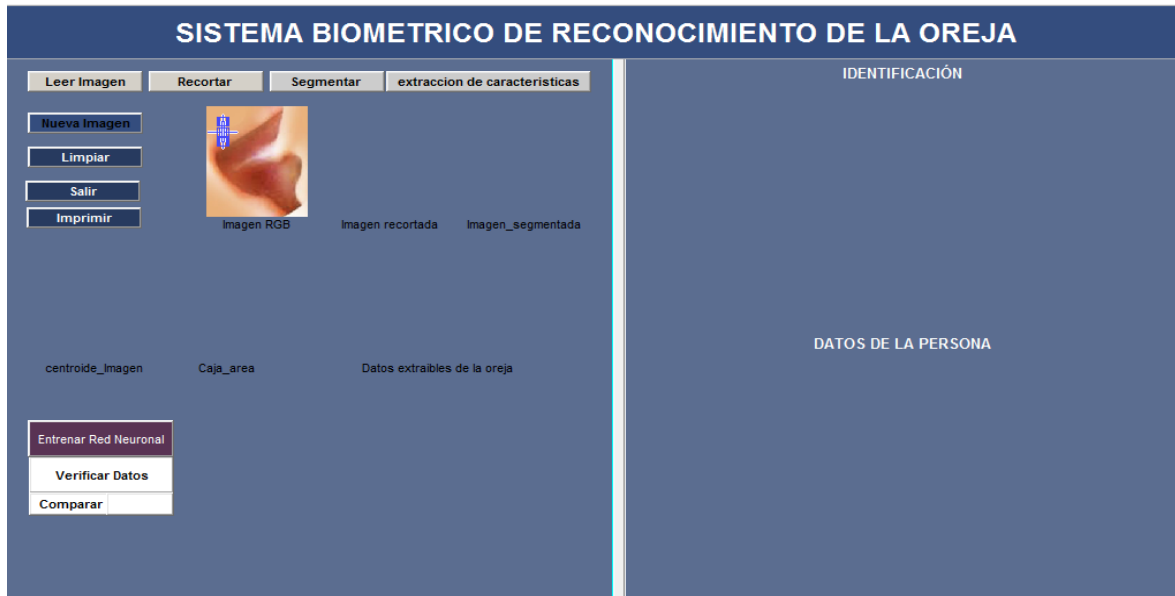 SISTEMA BIOMETRICO DE RECONOCIMIENTO DE LA OREJA
Leer Imagen
Recortar
Segmentar
extraccion de caracteristicas
Nueva Imagen
Limpiar
Salir
Imprimir
Imagen RGB
Imagen recortada
Imagen_segmentada
centroide_Imagen
Caja_area
Datos extraibles de la oreja
Entrenar Red Neuronal
Verificar Datos
Comparar
IDENTIFICACIÓN
DATOS DE LA PERSONA